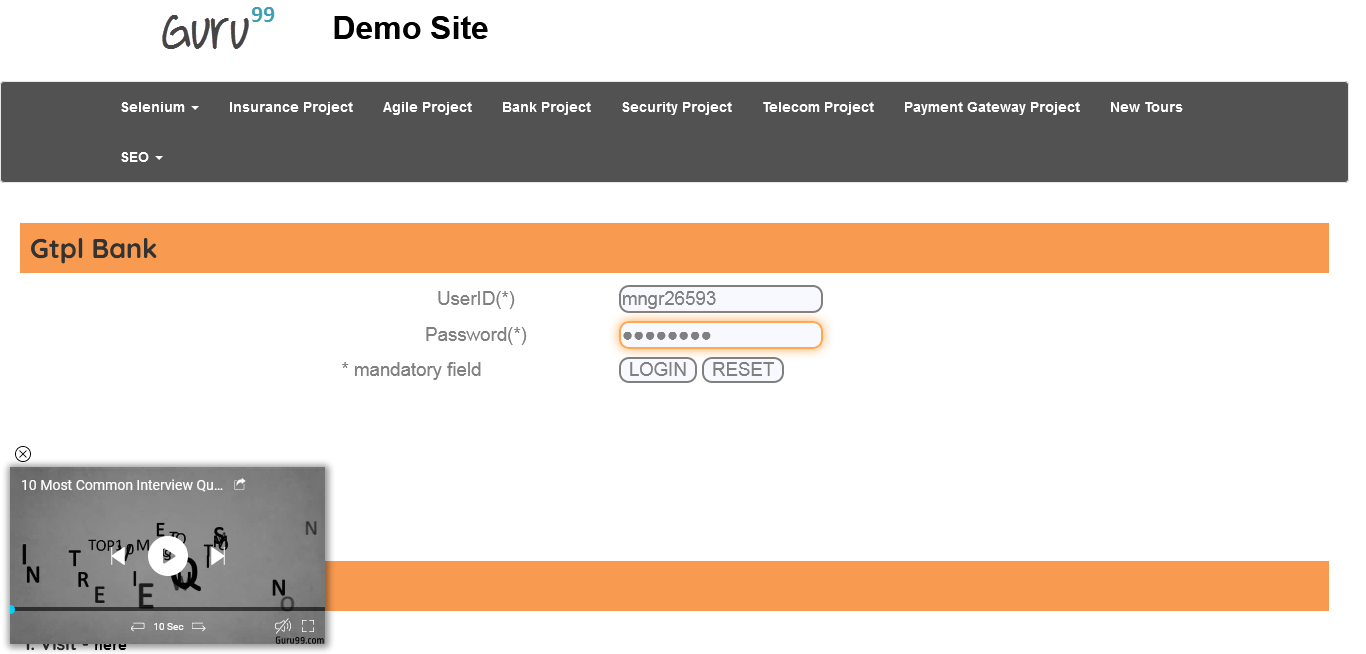 Guru99
Demo Site
Selenium
Insurance Project
Agile Project
Bank Project
Security Project
Telecom Project
Payment Gateway Project
New Tours
SEO
Gtpl Bank
UserID(*)
mngr26593
Password(*)
* mandatory field
LOGIN
RESET
10 Most Common Interview Qu...
TOP10 M
10 Sec
Guru99.com
1. Visit - here